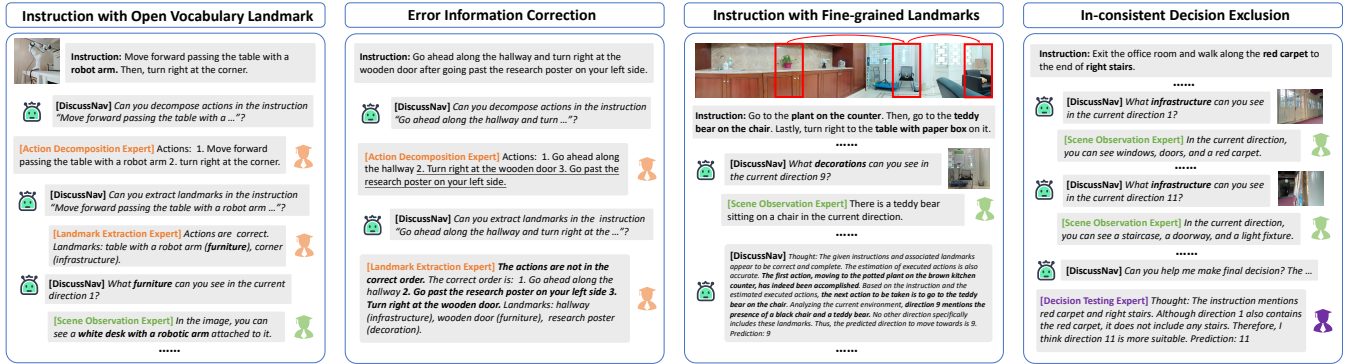 Instruction with Open Vocabulary Landmark
Instruction: Move forward passing the table with a
robot arm. Then, turn right at the corner.
[DiscussNav] Can you decompose actions in the instruction
“Move forward passing the table with a …”?
[Action Decomposition Expert] Actions: 1. Move forward
passing the table with a robot arm 2. turn right at the corner.
[DiscussNav] Can you extract landmarks in the instruction
“Move forward passing the table with a robot arm …”?
[Landmark Extraction Expert] Actions are correct.
Landmarks: table with a robot arm (furniture), corner
(infrastructure).
[DiscussNav] What furniture can you see in the current
direction 1?
[Scene Observation Expert] In the image, you can
see a white desk with a robotic arm attached to it.
……
Error Information Correction
Instruction: Go ahead along the hallway and turn right at the
wooden door after going past the research poster on your left side.
[DiscussNav] Can you decompose actions in the instruction
“Go ahead along the hallway and turn …”?
[Action Decomposition Expert] Actions: 1. Go ahead along
the hallway 2. Turn right at the wooden door 3. Go past the
research poster on your left side.
[DiscussNav] Can you extract landmarks in the instruction
“Go ahead along the hallway and turn right at the …”?
[Landmark Extraction Expert] The actions are not in the
correct order. The correct order is: 1. Go ahead along the
hallway 2. Go past the research poster on your left side 3.
Turn right at the wooden door. Landmarks: hallway
(infrastructure), wooden door (furniture), research poster
(decoration).
……
Instruction with Fine-grained Landmarks
Instruction: Go to the plant on the counter. Then, go to the teddy
bear on the chair. Lastly, turn right to the table with paper box on it.
……
[DiscussNav] What decorations can you see in
the current direction 9?
[Scene Observation Expert] There is a teddy bear
sitting on a chair in the current direction.
……
[DiscussNav] Thought: The given instructions and associated landmarks
appear to be correct and complete. The estimation of executed actions is also
accurate. The first action, moving to the potted plant on the brown kitchen
counter, has indeed been accomplished. Based on the instruction and the
estimated executed actions, the next action to be taken is to go to the teddy
bear on the chair. Analyzing the current environment, direction 9 mentions the
presence of a black chair and a teddy bear. No other direction specifically
includes these landmarks. Thus, the predicted direction to move towards is 9.
Prediction: 9
……
In-consistent Decision Exclusion
Instruction: Exit the office room and walk along the red carpet to
the end of right stairs.
……
[DiscussNav] What infrastructure can you see
in the current direction 1?
[Scene Observation Expert] In the current direction,
you can see windows, doors, and a red carpet.
……
[DiscussNav] What infrastructure can you see
in the current direction 11?
[Scene Observation Expert] In the current direction,
you can see a staircase, a doorway, and a light fixture.
……
[DiscussNav] Can you help me make final decision? The …
[Decision Testing Expert] Thought: The instruction mentions
red carpet and right stairs. Although direction 1 also contains
the red carpet, it does not include any stairs. Therefore, I
think direction 11 is more suitable. Prediction: 11